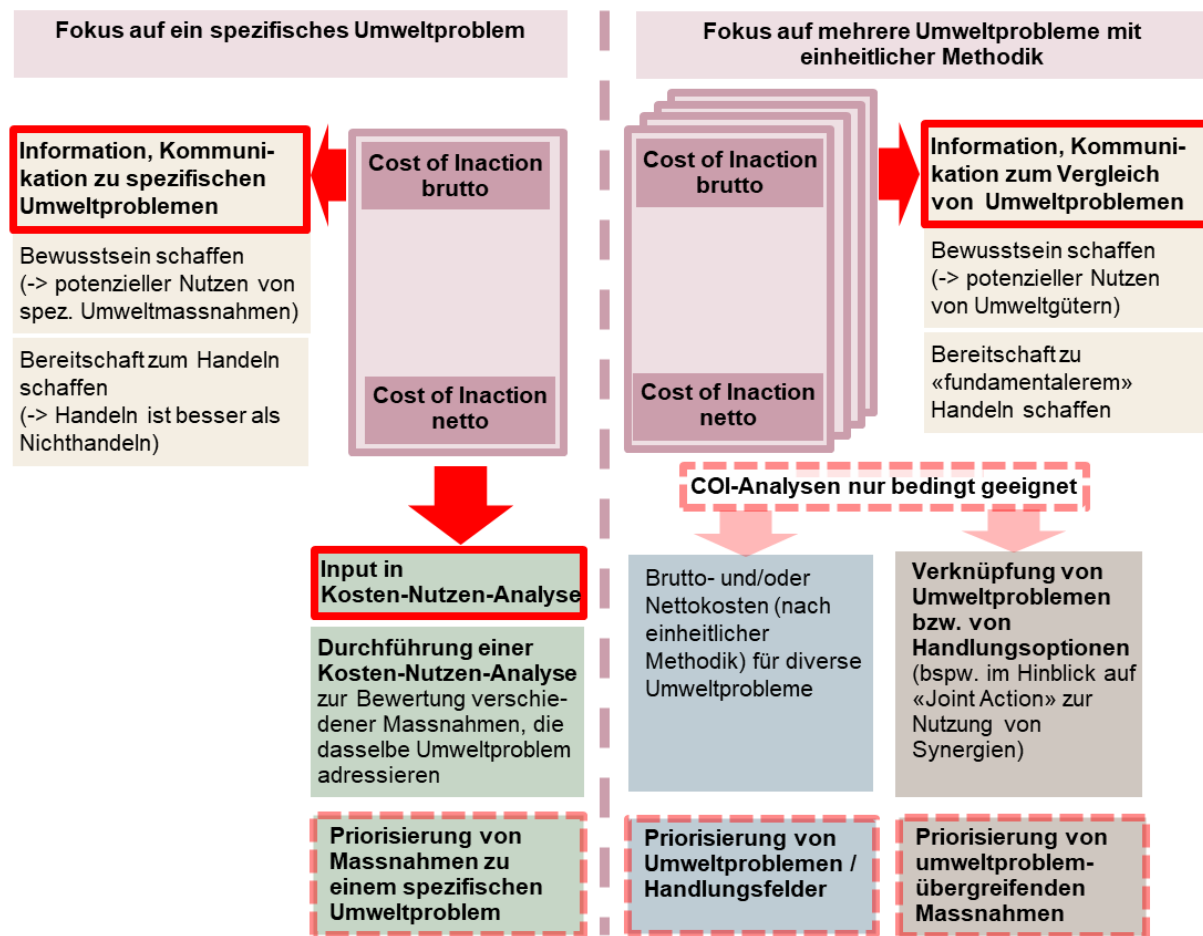 Fokus auf ein spezifisches Umweltproblem
Fokus auf mehrere Umweltprobleme mit
einheitlicher Methodik
Information, Kommuni-
kation zu spezifischen
Umweltproblemen
Bewusstsein schaffen
(-> potenzieller Nutzen von
spez. Umweltmassnahmen)
Bereitschaft zum Handeln
schaffen
(-> Handeln ist besser als
Nichthandeln)
Cost of Inaction
brutto
Cost of Inaction
netto
Input in
Kosten-Nutzen-Analyse
Durchführung einer
Kosten-Nutzen-Analyse
zur Bewertung verschie-
dener Massnahmen, die
dasselbe Umweltproblem
adressieren
Priorisierung von
Massnahmen zu
einem spezifischen
Umweltproblem
Cost of Inaction
brutto
Cost of Inaction
netto
Information, Kommuni-
kation zum Vergleich
von Umweltproblemen
Bewusstsein schaffen
(-> potenzieller Nutzen
von Umweltgütern)
Bereitschaft zu
«fundamentalerem»
Handeln schaffen
COI-Analysen nur bedingt geeignet
Brutto- und/oder
Nettokosten (nach
einheitlicher
Methodik) für diverse
Umweltprobleme
Priorisierung von
Umweltproblemen /
Handlungsfelder
Verknüpfung von
Umweltproblemen
bzw. von
Handlungsoptionen
(bspw. im Hinblick auf
«Joint Action» zur
Nutzung von
Synergien)
Priorisierung von
umweltproblem-
übergreifenden
Massnahmen